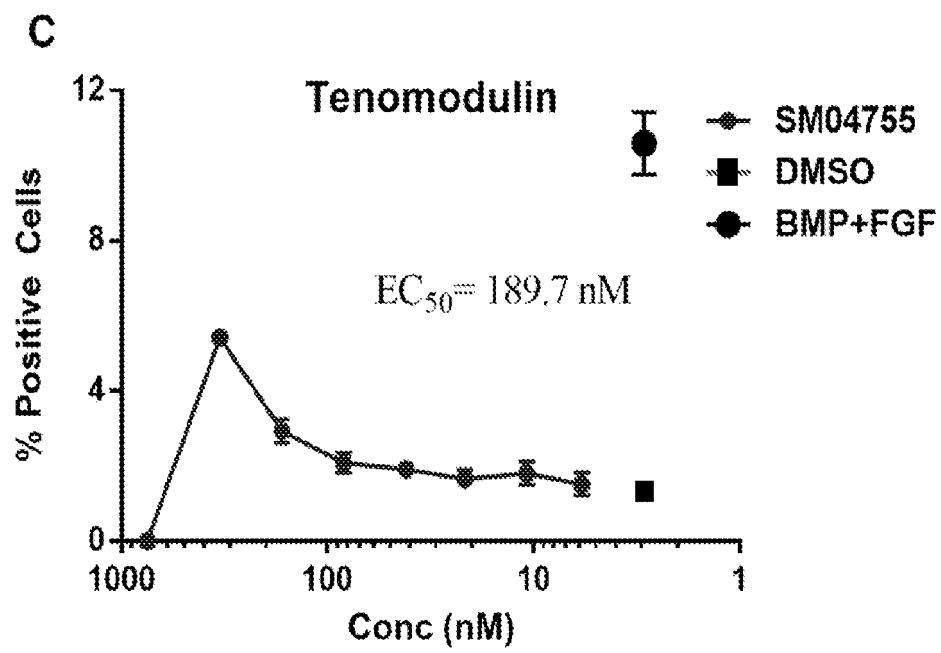 C
Tenomodulin
12
8
4
0
% Positive Cells
SM04755
DMSO
BMP+FGF
EC50= 189.7 nM
1000
100
10
1
Conc (nM)